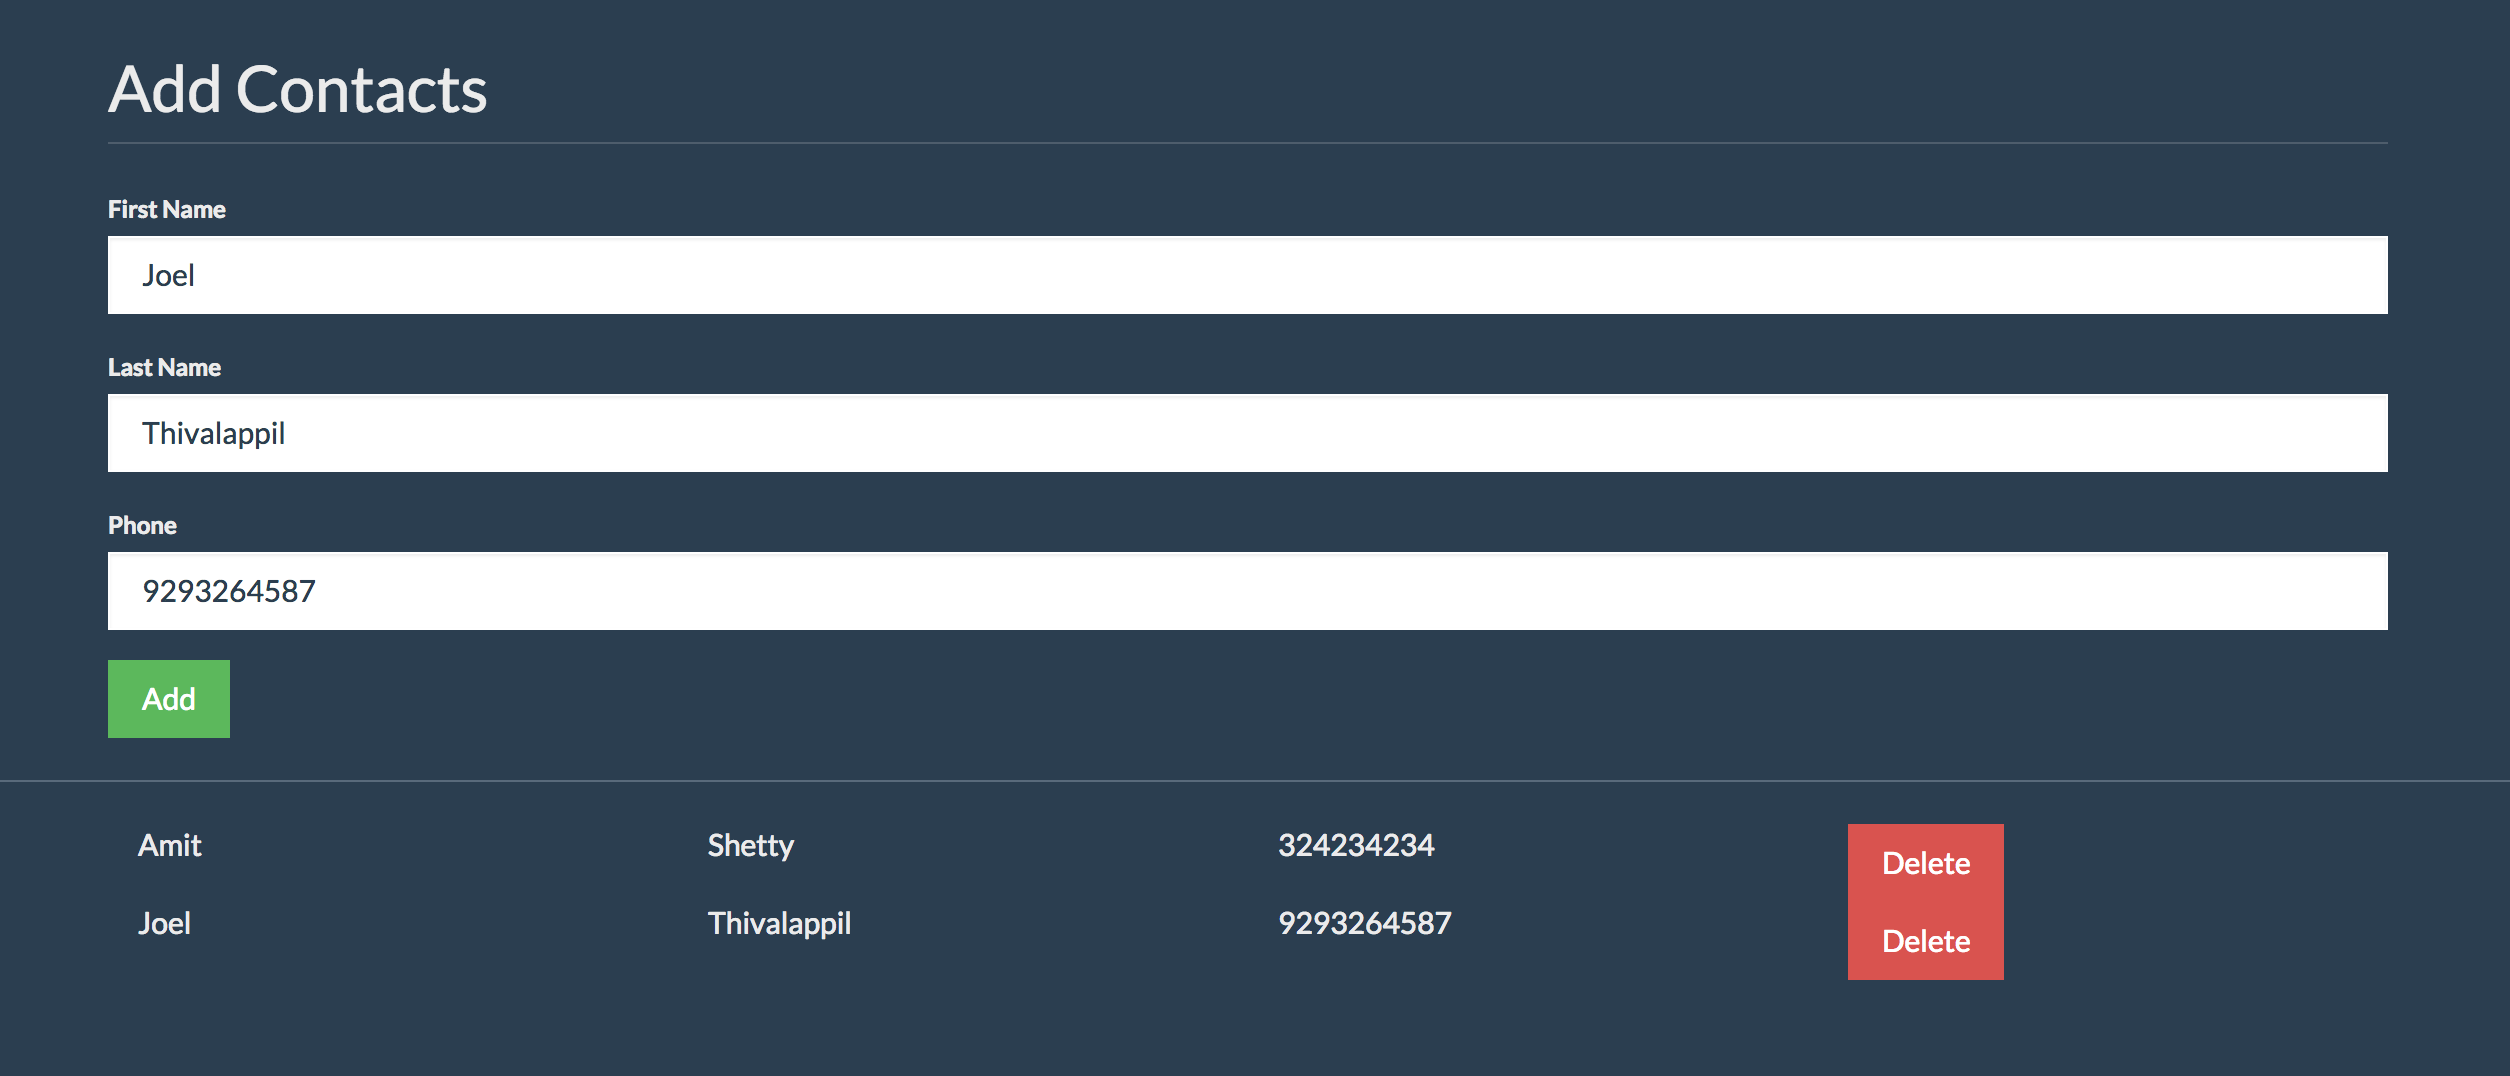 Add Contacts
First Name
Joel
Last Name
Thivalappil
Phone
9293264587
Add
Amit Shetty 324234234 Delete
Joel Thivalappil 9293264587 Delete